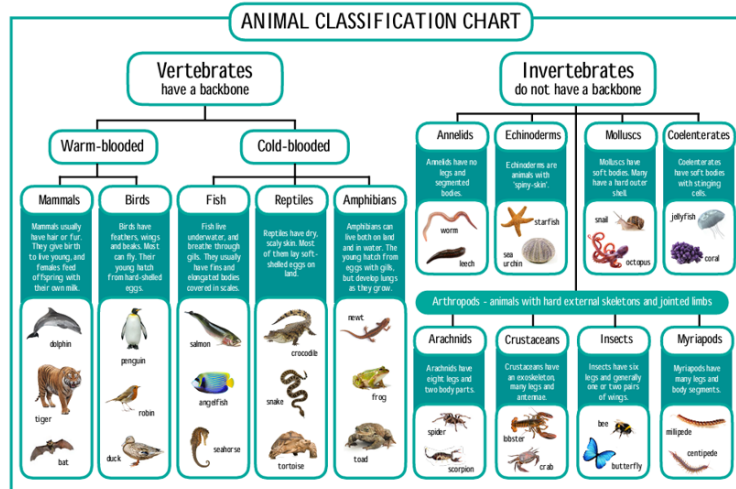 ANIMAL CLASSIFICATION CHART
Vertebrates
have a backbone
Invertebrates
do not have a backbone
Warm-blooded
Cold-blooded
Mammals
Mammals usually
have hair or fur.
They give birth
to live young, and
females feed
offspring with
their own milk.
dolphin
tiger
bat
Birds
Birds have
feathers, wings
and beaks. Most
can fly. Their
young hatch
from hard-shelled
eggs.
penguin
robin
duck
Fish
Fish live
underwater, and
breathe through
gills. They usually
have fins and
elongated bodies
covered in scales.
salmon
angelfish
seahorse
Reptiles
Reptiles have dry,
scaly skin. Most
of them lay soft-
shelled eggs on
land.
crocodile
snake
tortoise
Amphibians
Amphibians can
live both on land
and in water. The
young hatch from
eggs with gills,
but develop lungs
as they grow.
newt
frog
toad
Annelids
Annelids have no
legs and
segmented
bodies.
worm
leech
Echinoderms
Echinoderms are
animals with
'spiny-skin'.
starfish
sea
urchin
Molluscs
Molluscs have
soft bodies. Many
have a hard outer
shell.
snail
octopus
Coelenterates
Coelenterates
have soft bodies
with stinging
cells.
jellyfish
coral
Arthropods - animals with hard external skeletons and jointed limbs
Arachnids
Arachnids have
eight legs and
two body parts.
spider
scorpion
Crustaceans
Crustaceans have
an exoskeleton,
many legs and
antennae.
lobster
crab
Insects
Insects have six
legs and generally
one or two pairs
of wings.
bee
butterfly
Myriapods
Myriapods have
many legs and
body segments.
millipede
centipede